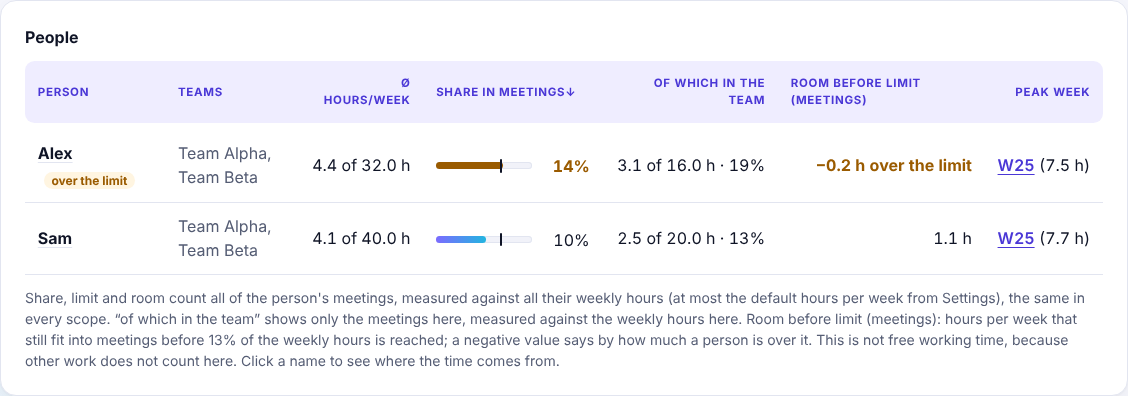 People
PERSON TEAMS Ø HOURS/WEEK SHARE IN MEETINGS↓ OF WHICH IN THE TEAM ROOM BEFORE LIMIT (MEETINGS) PEAK WEEK
Alex over the limit Team Alpha, Team Beta 4.4 of 32.0 h 14% 3.1 of 16.0 h · 19% −0.2 h over the limit W25 (7.5 h)
Sam Team Alpha, Team Beta 4.1 of 40.0 h 10% 2.5 of 20.0 h · 13% 1.1 h W25 (7.7 h)
Share, limit and room count all of the person's meetings, measured against all their weekly hours (at most the default hours per week from Settings), the same in
every scope. “of which in the team” shows only the meetings here, measured against the weekly hours here. Room before limit (meetings): hours per week that
still fit into meetings before 13% of the weekly hours is reached; a negative value says by how much a person is over it. This is not free working time, because
other work does not count here. Click a name to see where the time comes from.